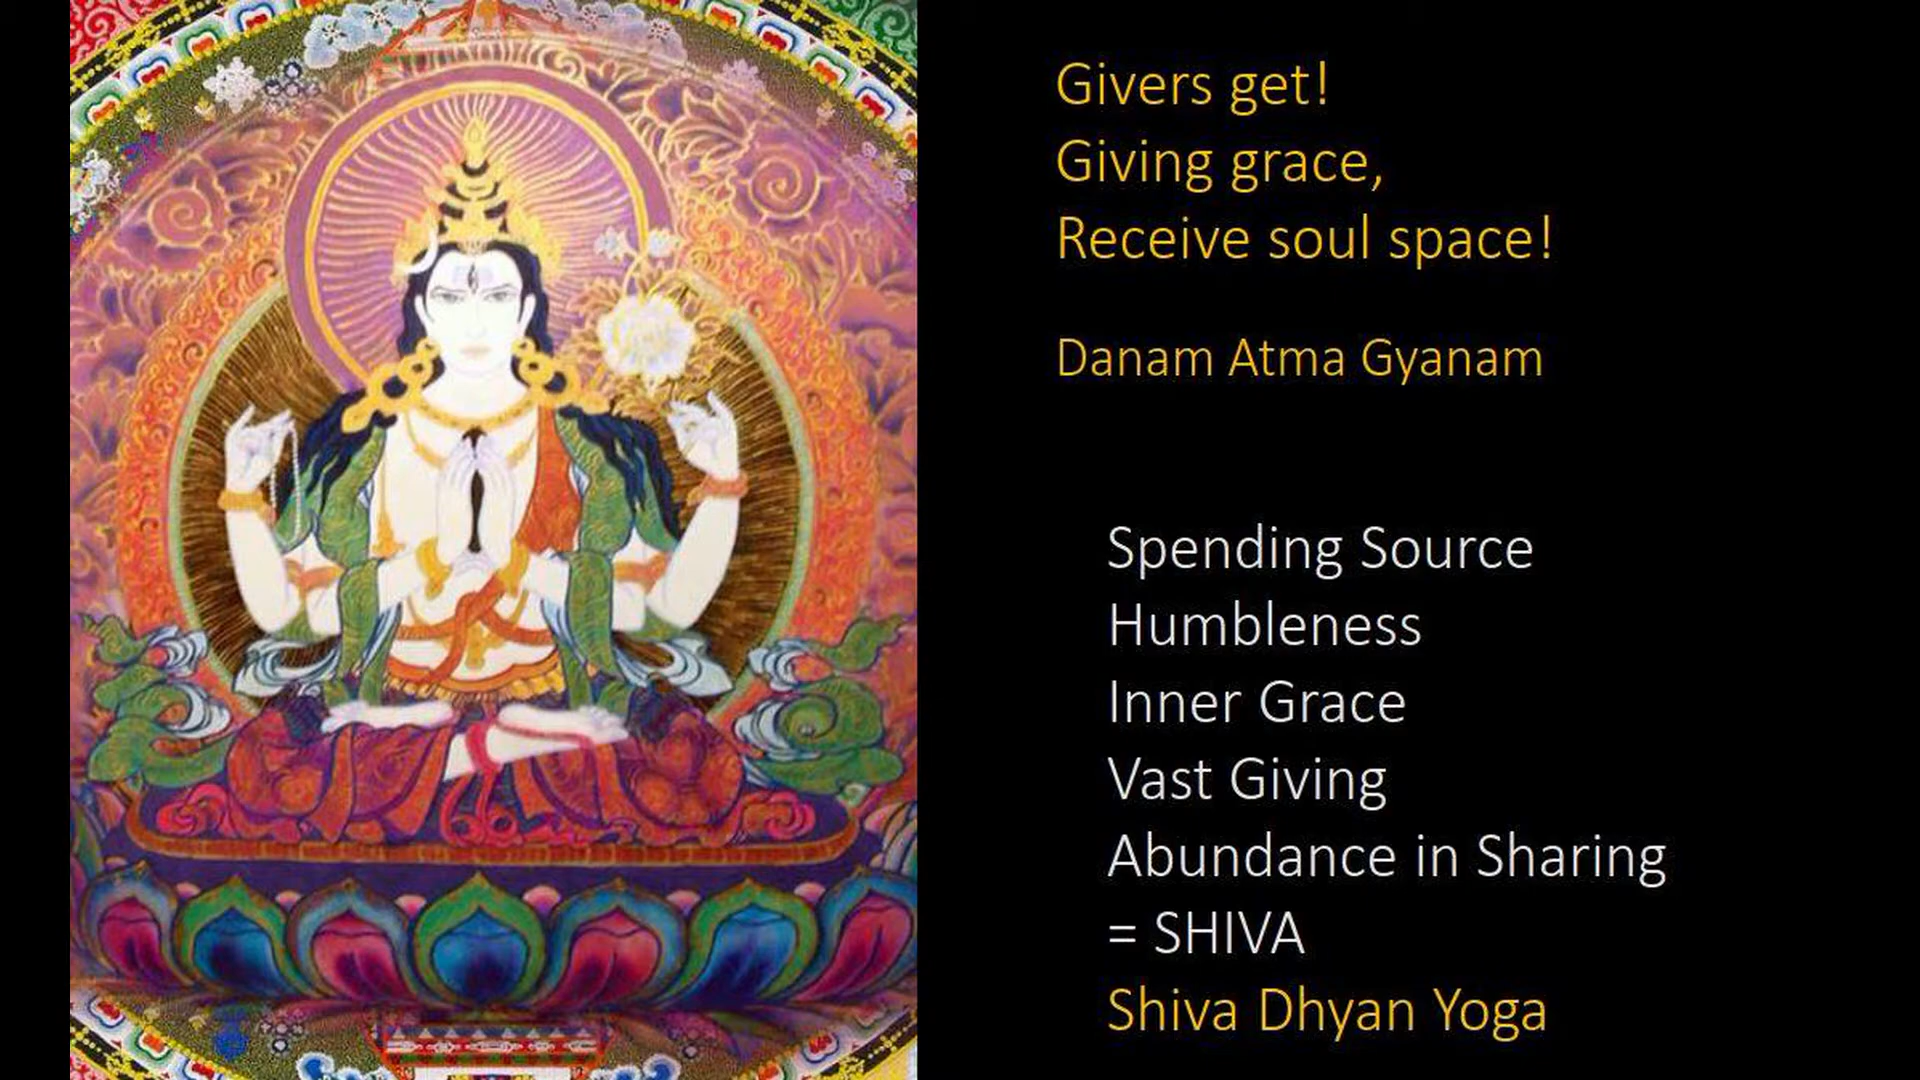 Givers get!
Giving grace,
Receive soul space!
Danam Atma Gyanam
Spending Source
Humbleness
Inner Grace
Vast Giving
Abundance in Sharing
= SHIVA
Shiva Dhyan Yoga